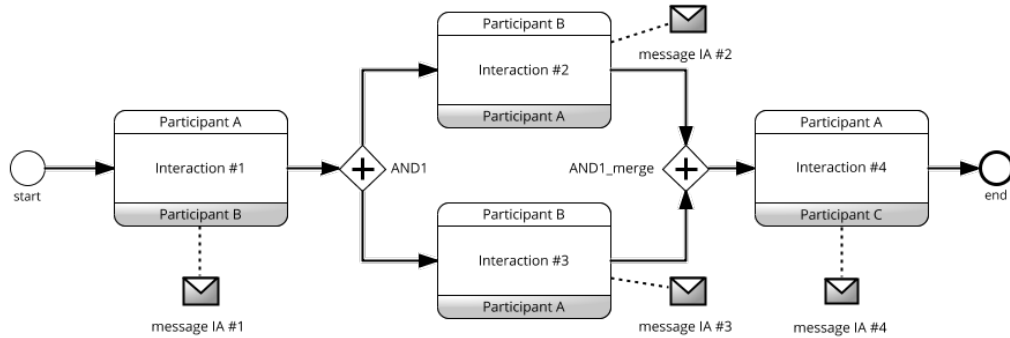 start
Participant A
Interaction #1
Participant B
message IA #1
AND1
Participant B
Interaction #2
Participant A
message IA #2
Participant B
Interaction #3
Participant A
message IA #3
AND1_merge
Participant A
Interaction #4
Participant C
message IA #4
end